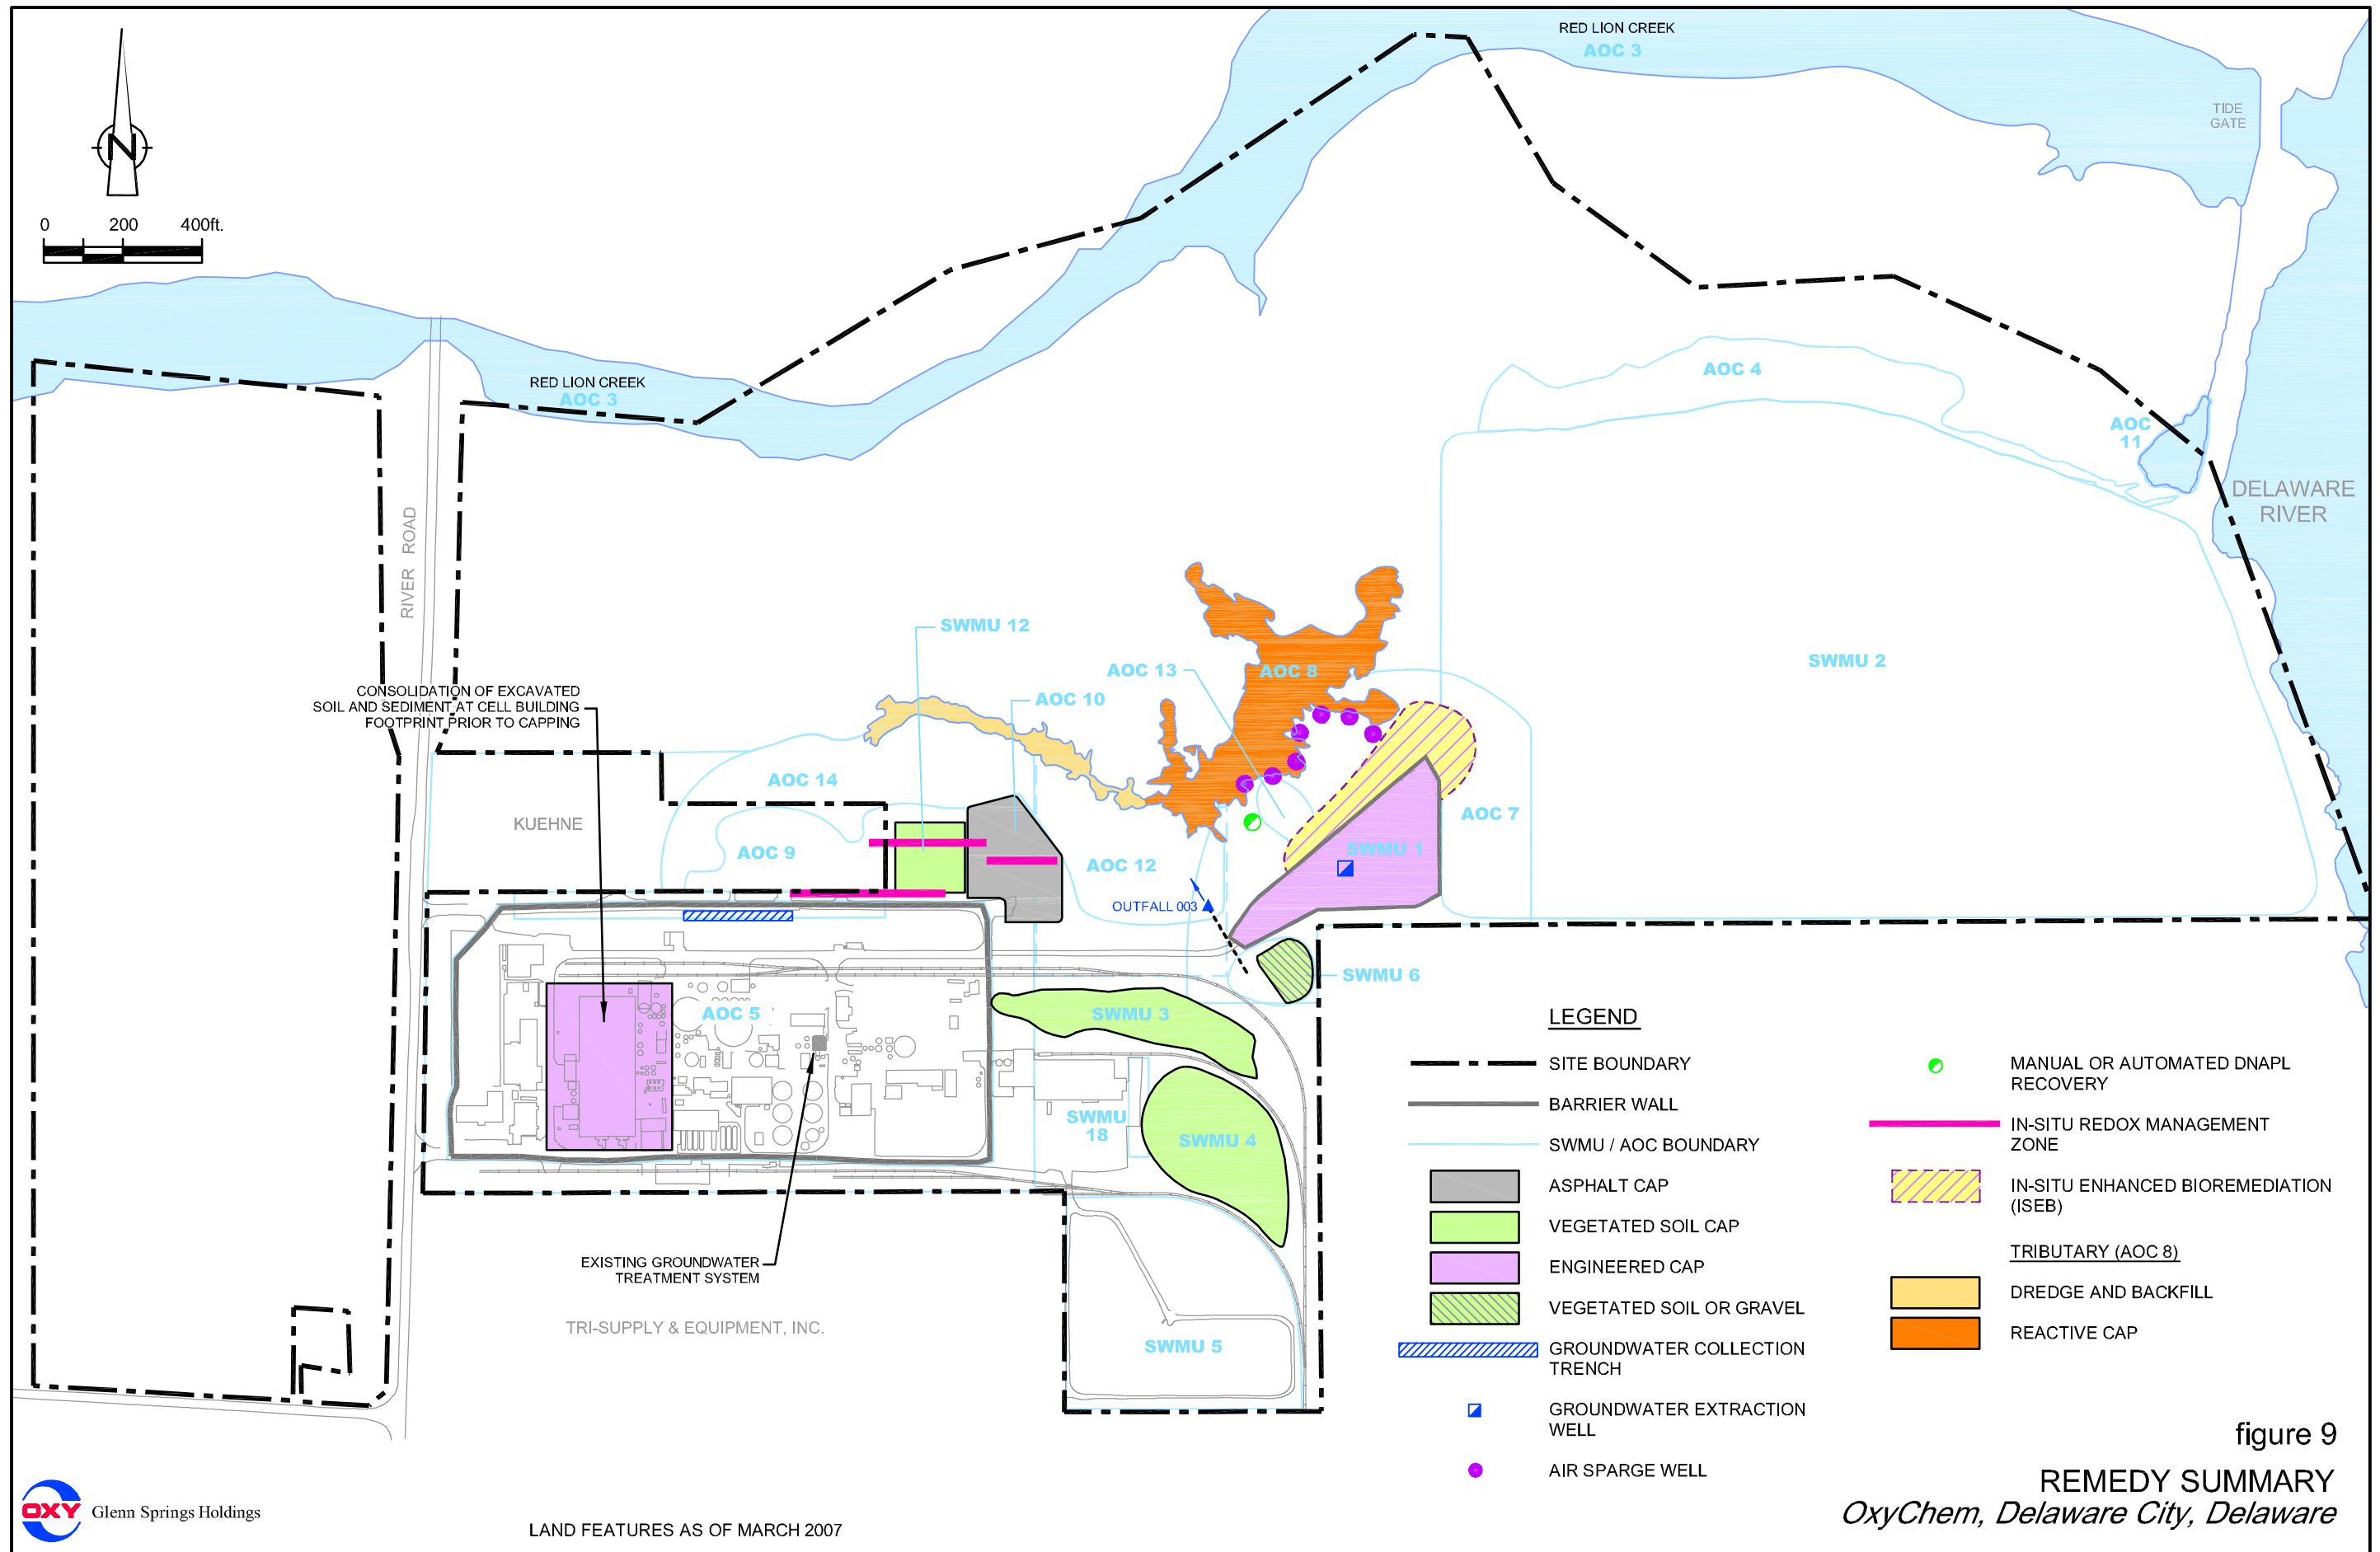 RED LION CREEK
AOC 3
TIDE
GATE
N
0 200 400ft.
RED LION CREEK
AOC 3
AOC 4
AOC
11
DELAWARE
RIVER
RIVER ROAD
SWMU 12
AOC 13
AOC 8
SWMU 2
AOC 10
CONSOLIDATION OF EXCAVATED
SOIL AND SEDIMENT AT CELL BUILDING
FOOTPRINT PRIOR TO CAPPING
AOC 14
KUEHNE
AOC 9
AOC 12
SWMU 1
AOC 7
OUTFALL 003
SWMU 6
AOC 5
SWMU 3
SWMU
18
SWMU 4
EXISTING GROUNDWATER
TREATMENT SYSTEM
TRI-SUPPLY & EQUIPMENT, INC.
SWMU 5
LEGEND
SITE BOUNDARY
BARRIER WALL
SWMU / AOC BOUNDARY
ASPHALT CAP
VEGETATED SOIL CAP
ENGINEERED CAP
VEGETATED SOIL OR GRAVEL
GROUNDWATER COLLECTION
TRENCH
GROUNDWATER EXTRACTION
WELL
AIR SPARGE WELL
MANUAL OR AUTOMATED DNAPL
RECOVERY
IN-SITU REDOX MANAGEMENT
ZONE
IN-SITU ENHANCED BIOREMEDIATION
(ISEB)
TRIBUTARY (AOC 8)
DREDGE AND BACKFILL
REACTIVE CAP
figure 9
REMEDY SUMMARY
OxyChem, Delaware City, Delaware
OXY Glenn Springs Holdings
LAND FEATURES AS OF MARCH 2007